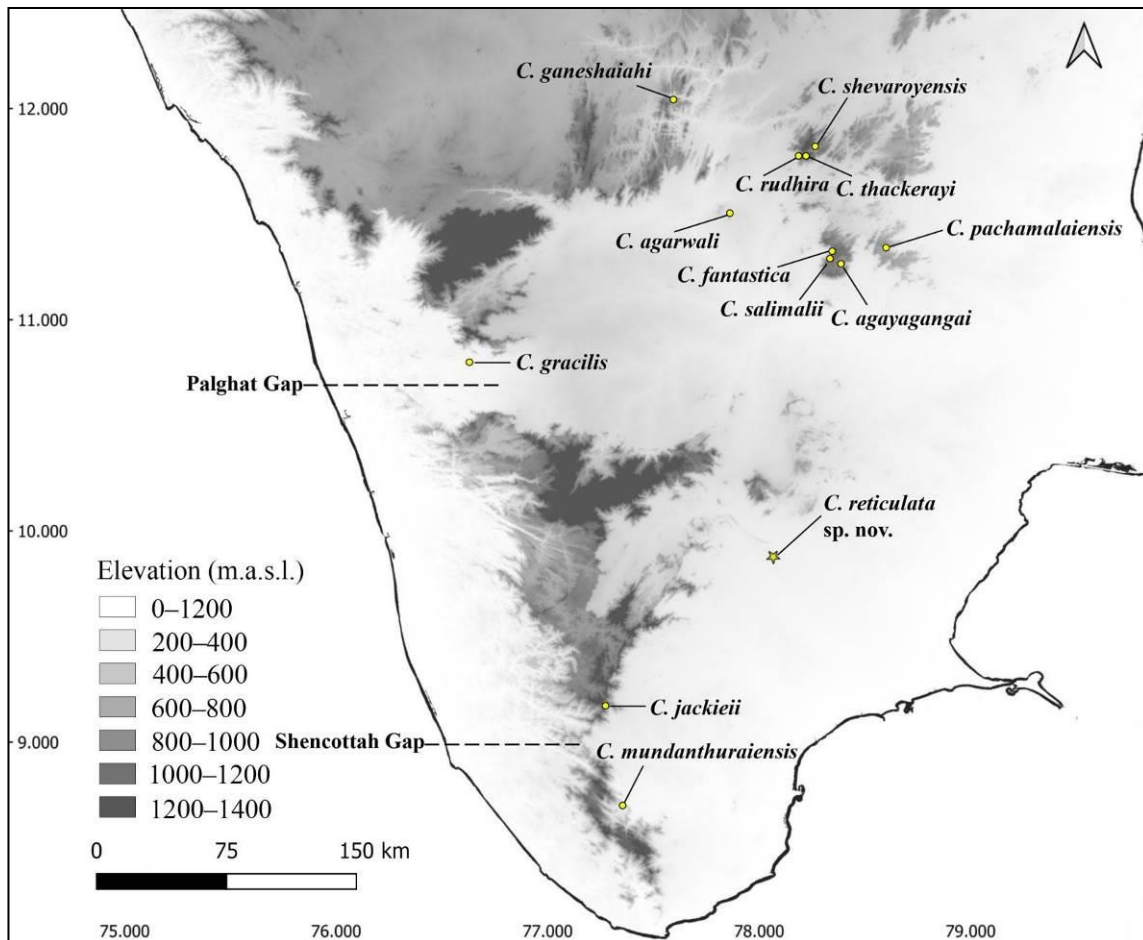 12.000
11.000
10.000
9.000
C. ganeshaiahi
C. shevaroyensis
C. rudhira
C. thackerayi
C. agarwali
C. pachamalaiensis
C. fantastica
C. salimalii
C. agayagangai
C. gracilis
Palghat Gap
C. reticulata
sp. nov.
C. jackieii
Shencottah Gap
C. mundanthuraiensis
Elevation (m.a.s.l.)
0–1200
200–400
400–600
600–800
800–1000
1000–1200
1200–1400
0 75 150 km
75.000 76.000 77.000 78.000 79.000